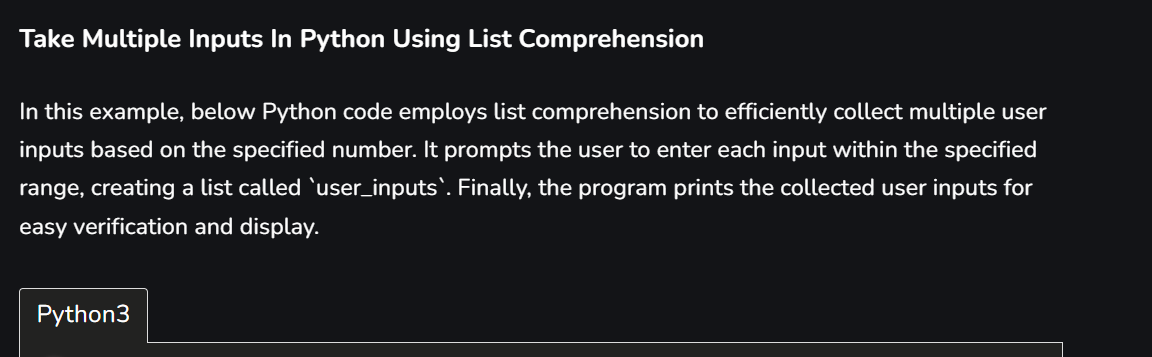 Take Multiple Inputs In Python Using List Comprehension
In this example, below Python code employs list comprehension to efficiently collect multiple user
inputs based on the specified number. It prompts the user to enter each input within the specified
range, creating a list called `user_inputs`. Finally, the program prints the collected user inputs for
easy verification and display.
Python3